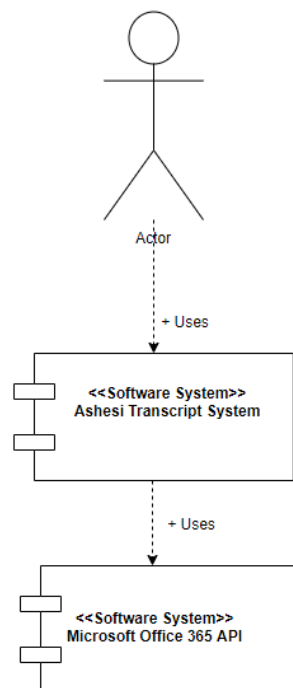 Actor
+ Uses
<<Software System>>
Ashesi Transcript System
+ Uses
<<Software System>>
Microsoft Office 365 API